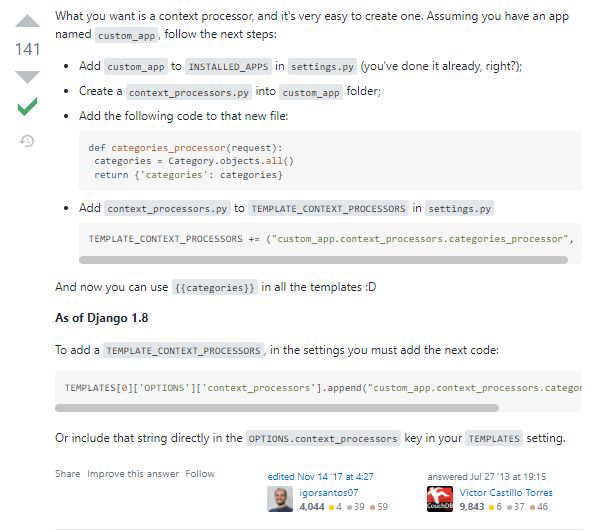 What you want is a context processor, and it's very easy to create one. Assuming you have an app
named custom_app, follow the next steps:
141
• Add custom_app to INSTALLED_APPS in settings.py (you've done it already, right?);
• Create a context_processors.py into custom_app folder;
• Add the following code to that new file:
def categories_processor(request):
categories = Category.objects.all()
return {'categories': categories}
• Add context_processors.py to TEMPLATE_CONTEXT_PROCESSORS in settings.py
TEMPLATE_CONTEXT_PROCESSORS += ("custom_app.context_processors.categories_processor",
And now you can use {{categories}} in all the templates :D
As of Django 1.8
To add a TEMPLATE_CONTEXT_PROCESSORS, in the settings you must add the next code:
TEMPLATES[0]['OPTIONS']['context_processors'].append("custom_app.context_processors.categor
Or include that string directly in the OPTIONS.context_processors key in your TEMPLATES setting.
Share Improve this answer Follow
edited Nov 14 '17 at 4:27
igorsantos07
4,044 4 39 59
answered Jul 27 '13 at 19:15
Victor Castillo Torres
9,843 6 37 46
CouchDB